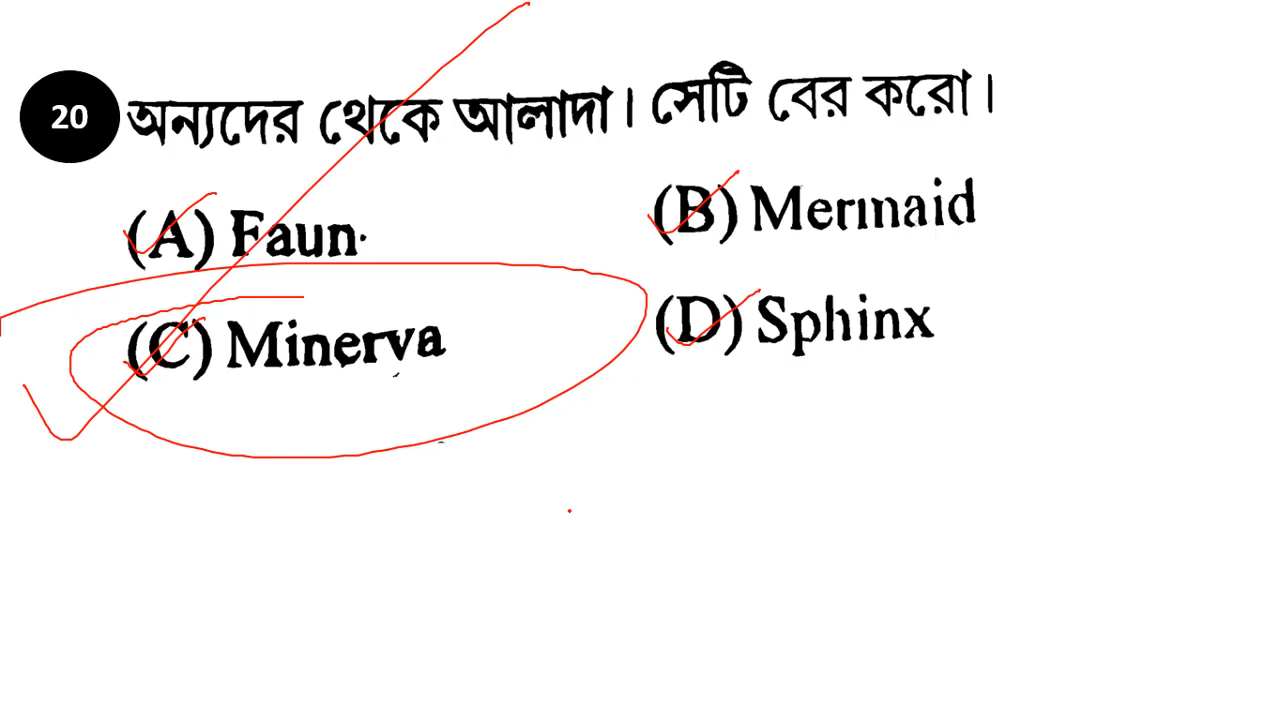 20 অন্যদের থেকে আলাদা। সেটি বের করো।
(A) Faun (B) Mermaid
(C) Minerva (D) Sphinx